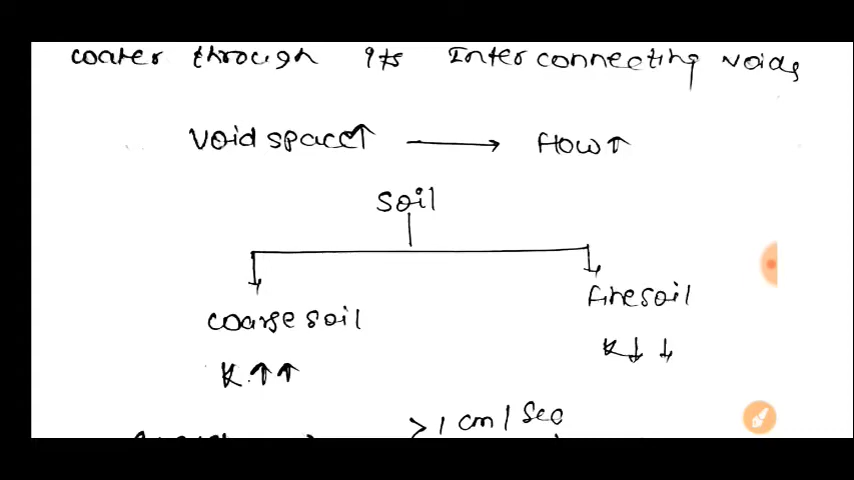 water through its Interconnecting voids
void space↑ → flow↑
soil
coarse soil
fine soil
K ↑↑
K↓ ↓
>1 cm/sec